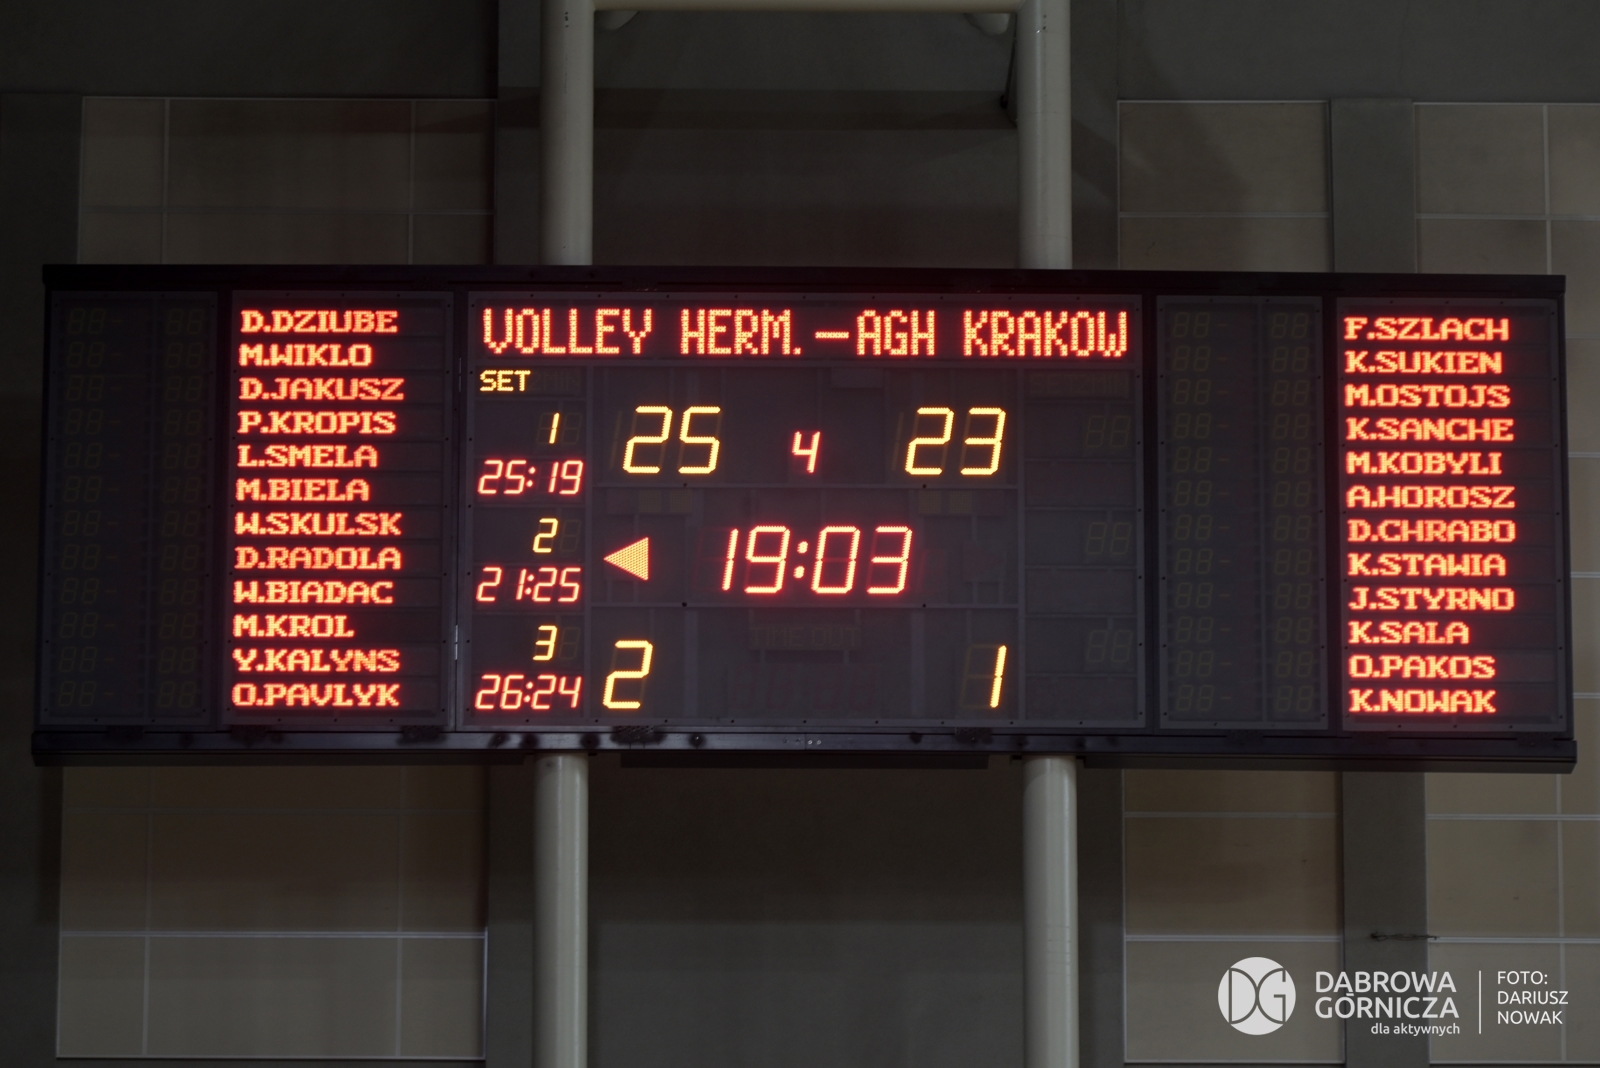 D.DZIUBE
M.WIKLO
D.JAKUSZ
P.KROPIS
L.SMELA
M.BIELA
W.SKULSK
D.RADOLA
W.BIADAC
M.KROL
Y.KALYNS
O.PAVLYK
VOLLEY HERM.-AGH KRAKOW
SET
1
25:19
2
21:25
3
26:24
25 4 23
19:03
2 1
F.SZLACH
K.SUKIEN
M.OSTOJS
K.SANCHE
M.KOBYLI
A.HOROSZ
D.CHRABO
K.STAWIA
J.STYRNO
K.SALA
O.PAKOS
K.NOWAK
DG
DĄBROWA
GÓRNICZA
dla aktywnych
FOTO:
DARIUSZ
NOWAK